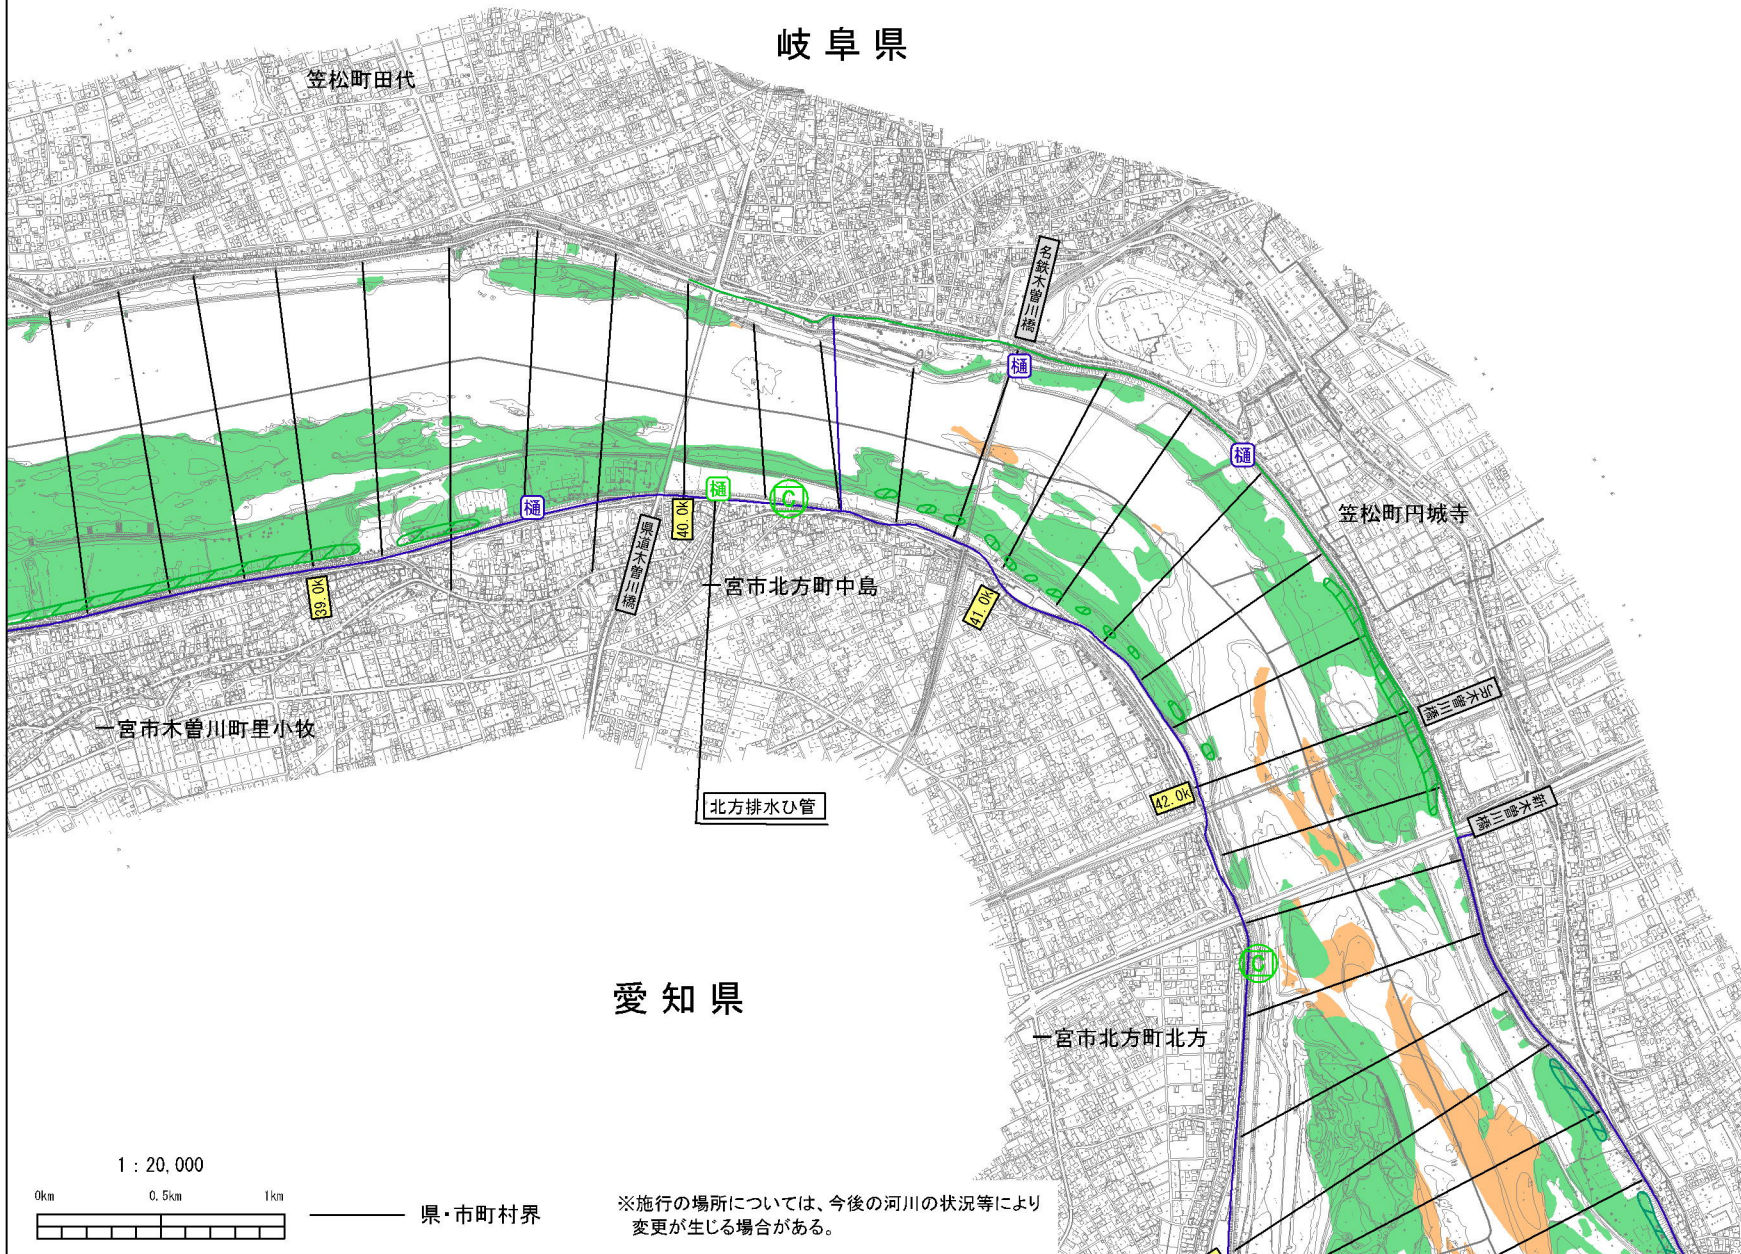 岐阜県
笠松町田代
名鉄木曽川橋
樋
樋
笠松町円城寺
樋
樋
C
40.0K
県道木曽川橋
39.0K
一宮市北方町中島
41.0K
JR木曽川橋
一宮市木曽川町里小牧
42.0K
新木曽川橋
北方排水ひ管
C
愛知県
一宮市北方町北方
1:20,000
0km 0.5km 1km
県・市町村界
※施行の場所については、今後の河川の状況等により
変更が生じる場合がある。